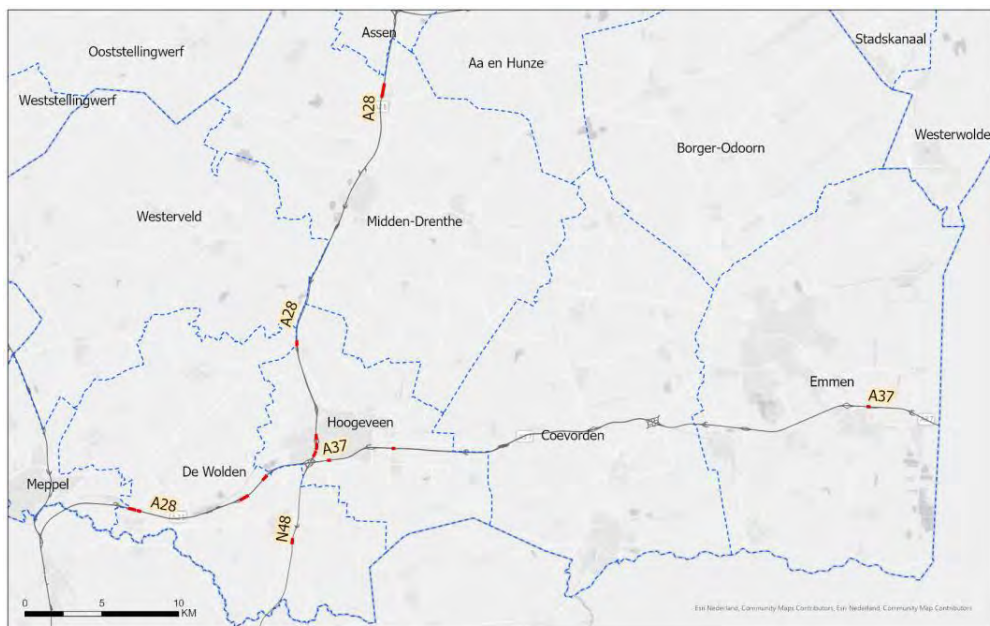 Assen
Ooststellingwerf
Stadskanaal
Aa en Hunze
Weststellingwerf
A28
Westerwolde
Borger-Odoorn
Westerveld
Midden-Drenthe
A28
Emmen
A37
Hoogeveen
Coevorden
A37
De Wolden
Meppel
A28
N48
0 5 10
KM
Esri Nederland, Community Maps Contributors, Esri Nederland, Community Map Contributors